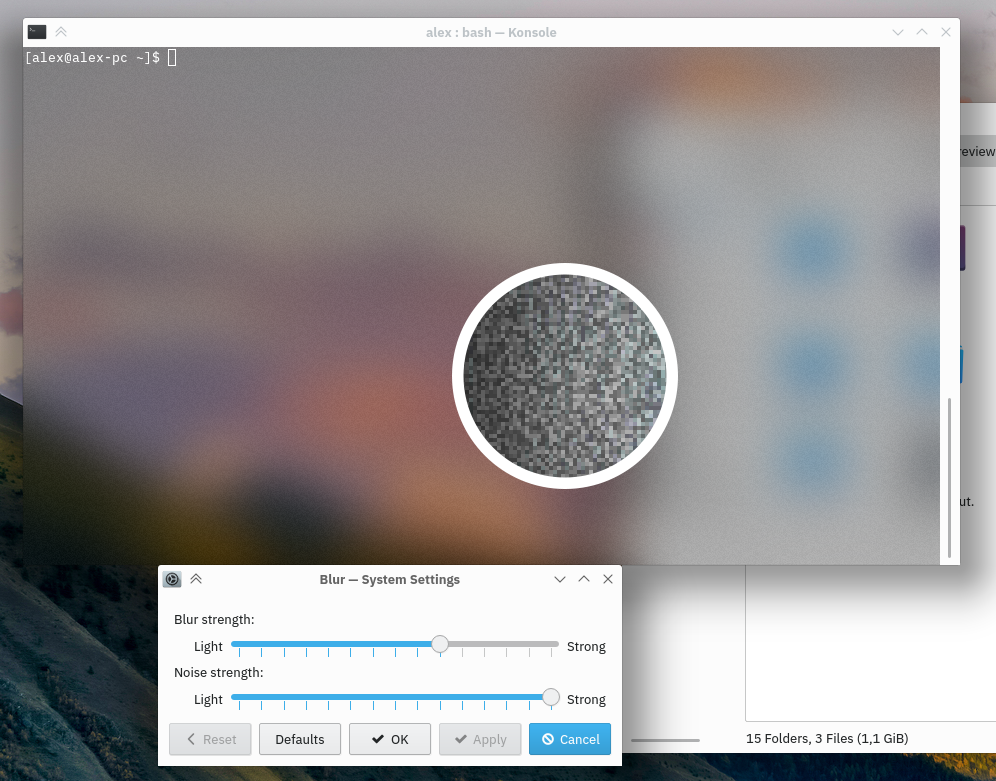 alex : bash — Konsole
[alex@alex-pc ~]$
review
ut.
Blur — System Settings
Blur strength:
Light Strong
Noise strength:
Light Strong
Reset Defaults OK Apply Cancel
15 Folders, 3 Files (1,1 GiB)